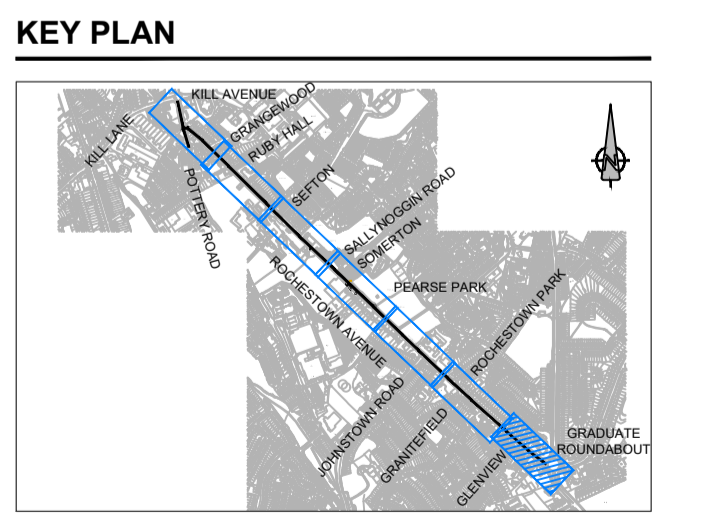 KEY PLAN
KILL AVENUE
GRANGEWOOD
KILL LANE
RUBY HALL
N
POTTERY ROAD
SEFTON
SALLYNOGGIN ROAD
SOMERTON
ROCHESTOWN AVENUE
PEARSE PARK
ROCHESTOWN PARK
JOHNSTOWN ROAD
GRANITEFIELD
GLENVIEW
GRADUATE
ROUNDABOUT